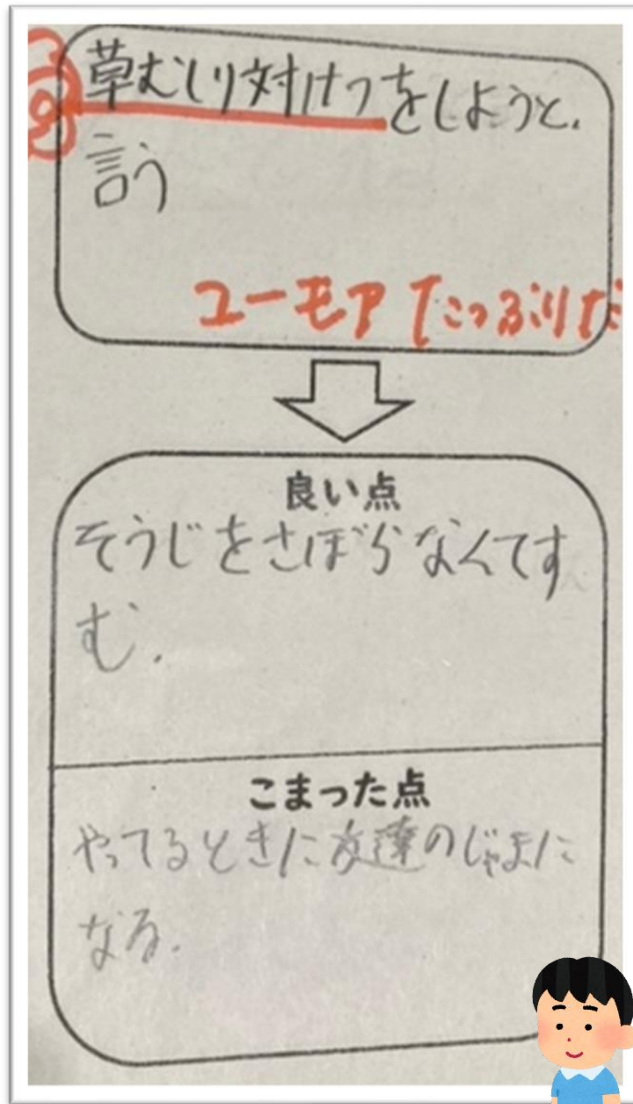 草むしり対けつをしようと.
言う
ユーモアたっぷりだ
良い点
そうじをさぼらなくてす
む.
こまった点
やってるときに友達のじゃまに
なる.